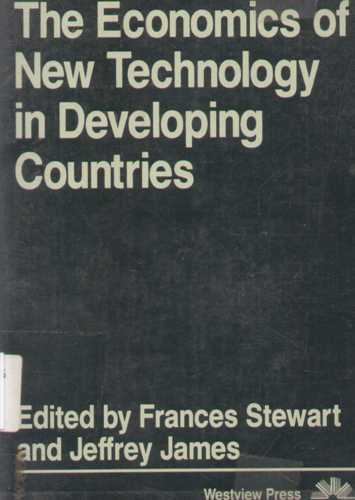 The Economics of
New Technology
in Developing
Countries
Edited by Frances Stewart
and Jeffrey James
Westview Press